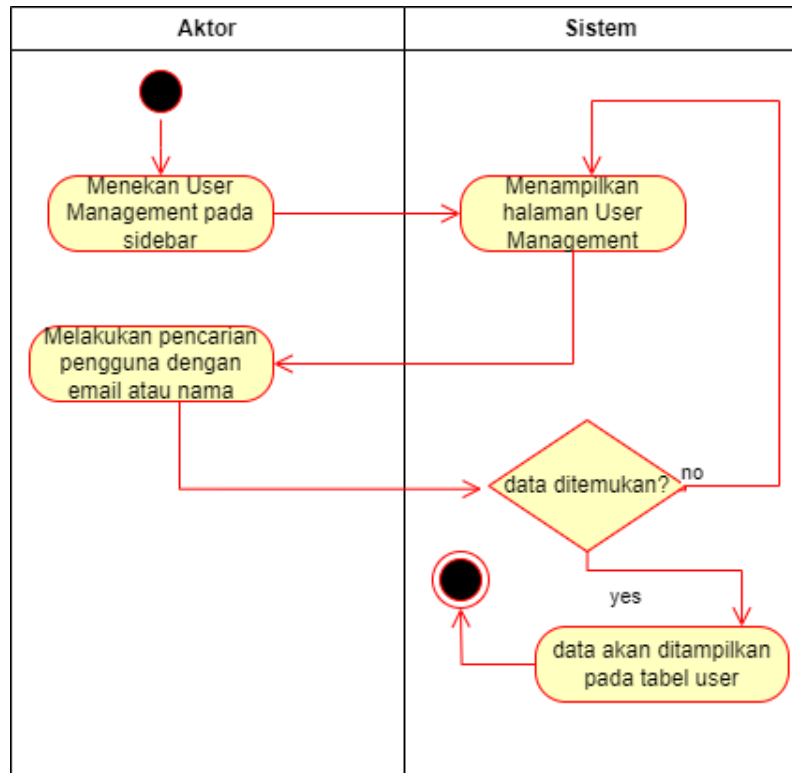 Aktor
Sistem
Menekan User
Management pada
sidebar
Menampilkan
halaman User
Management
Melakukan pencarian
pengguna dengan
email atau nama
data ditemukan?
no
yes
data akan ditampilkan
pada tabel user